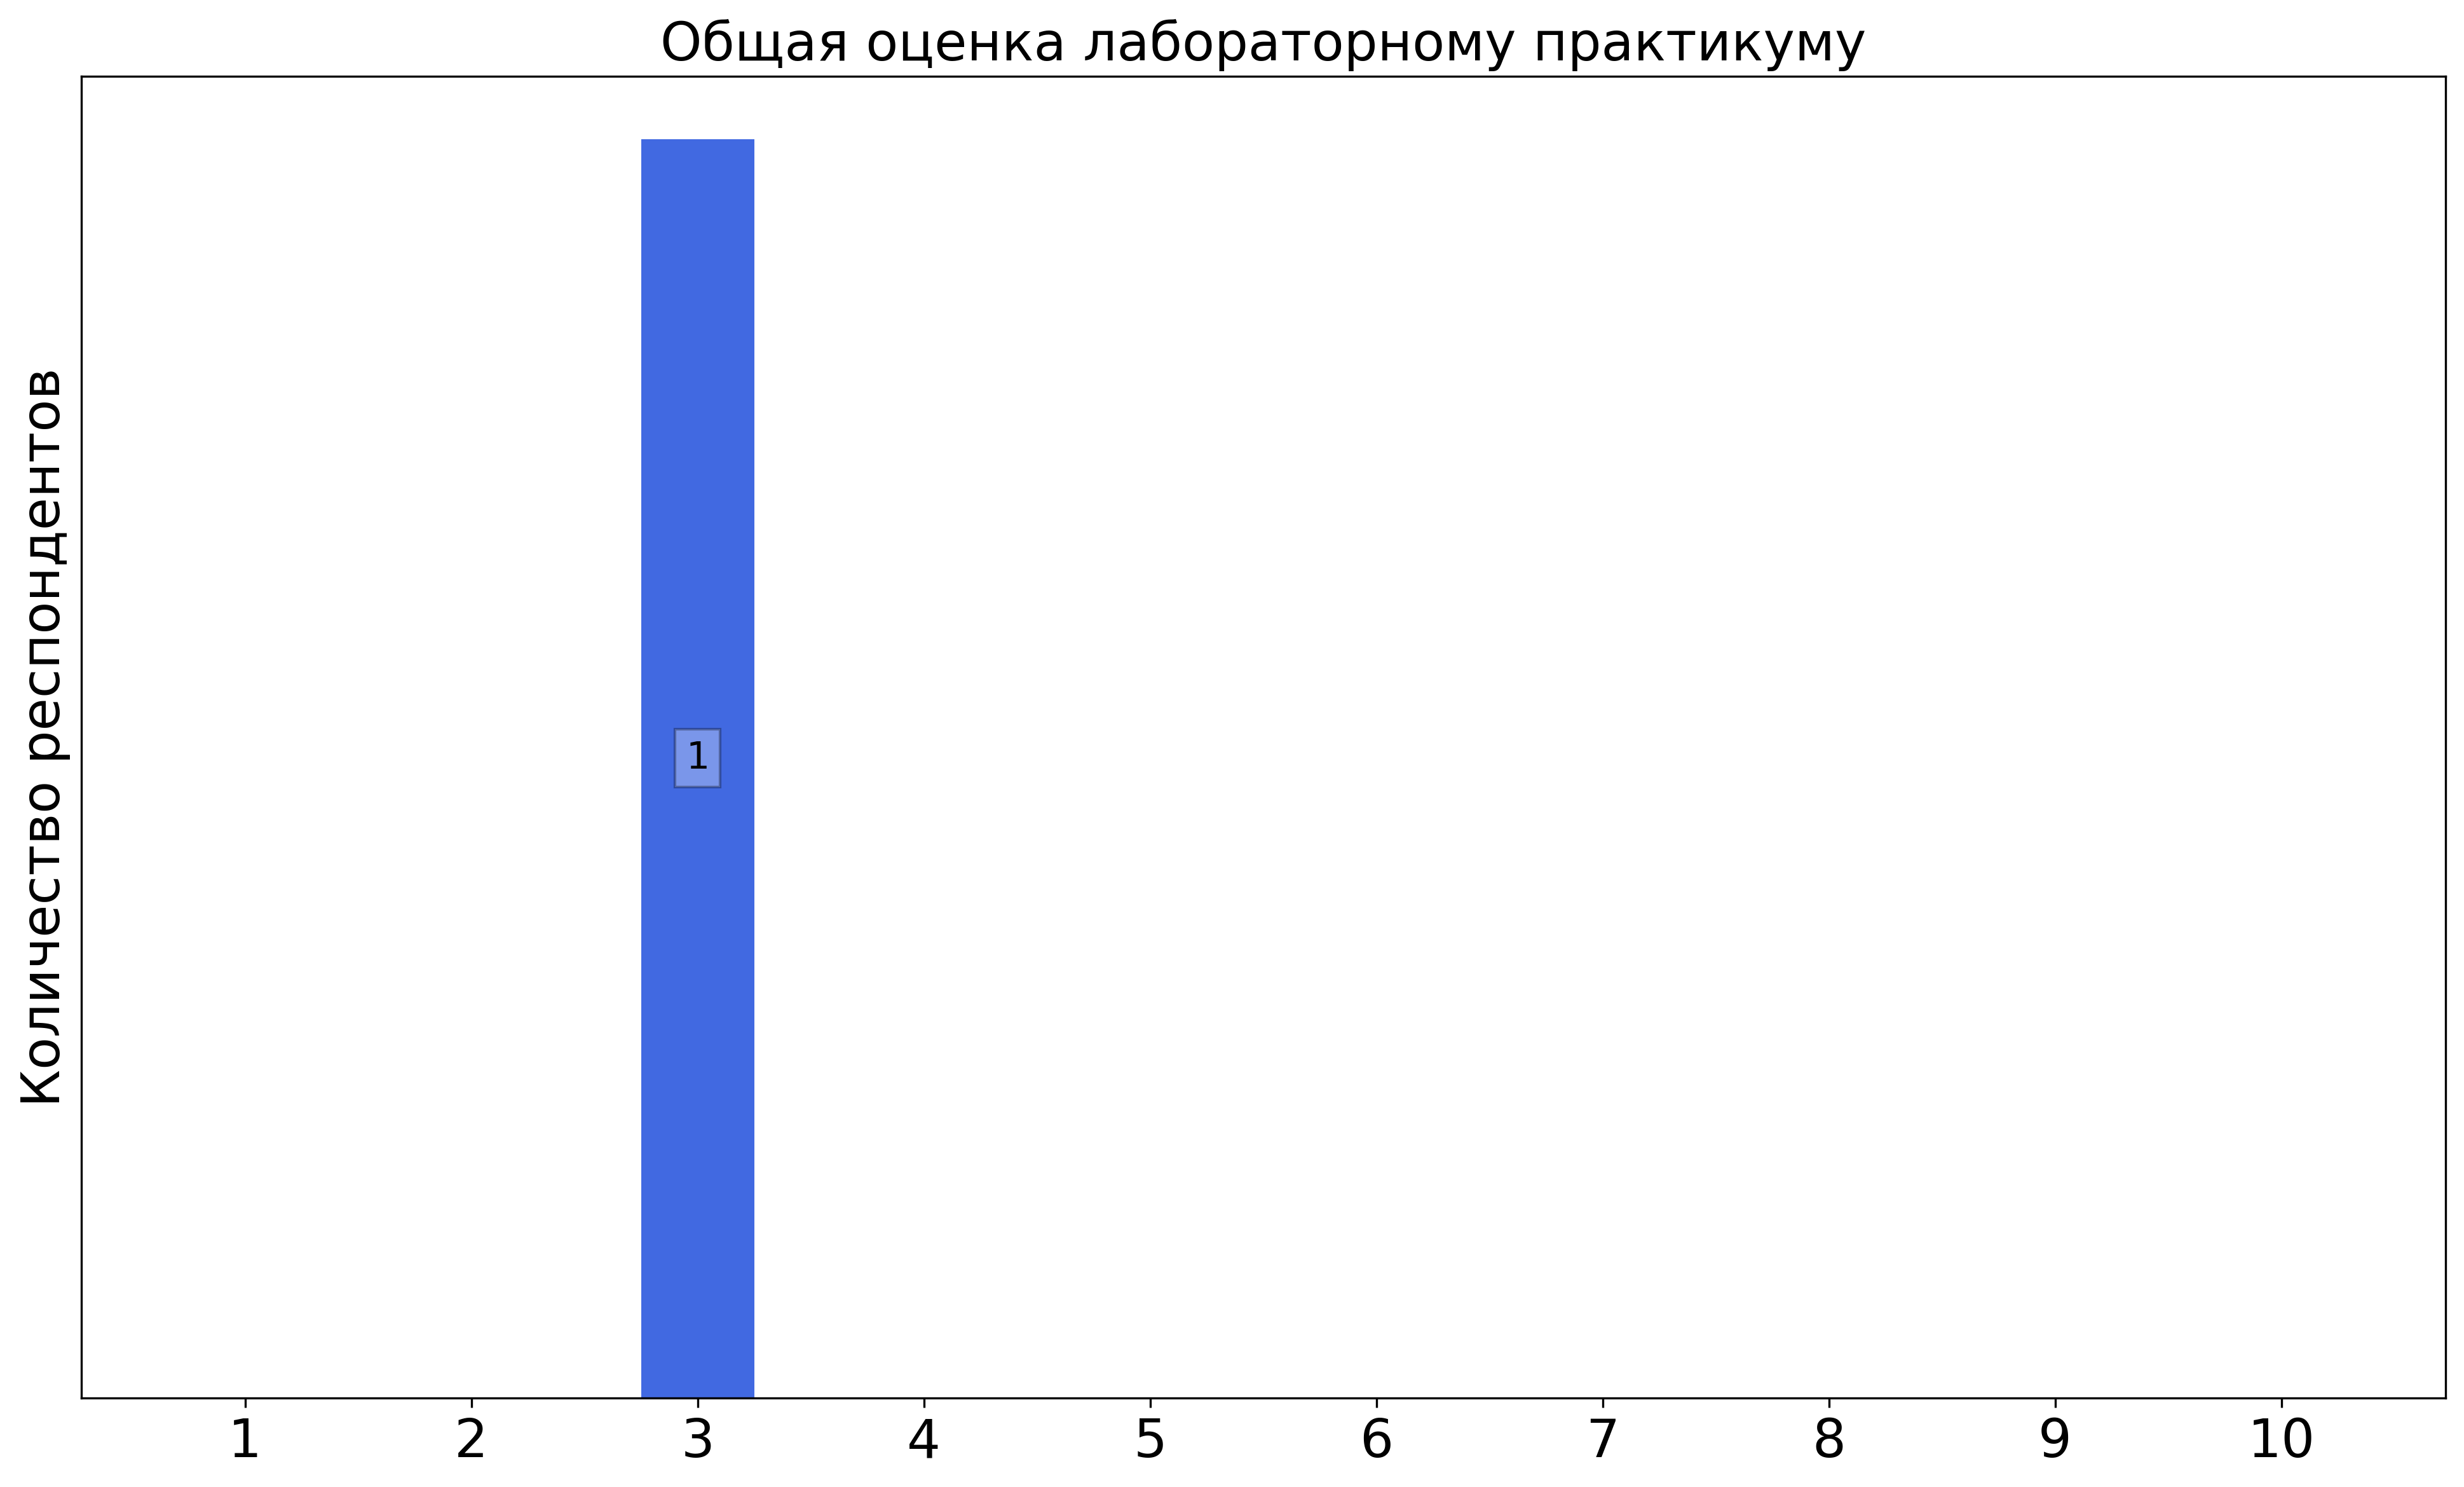 Общая оценка лабораторному практикуму
Количество респондентов
1
1 2 3 4 5 6 7 8 9 10